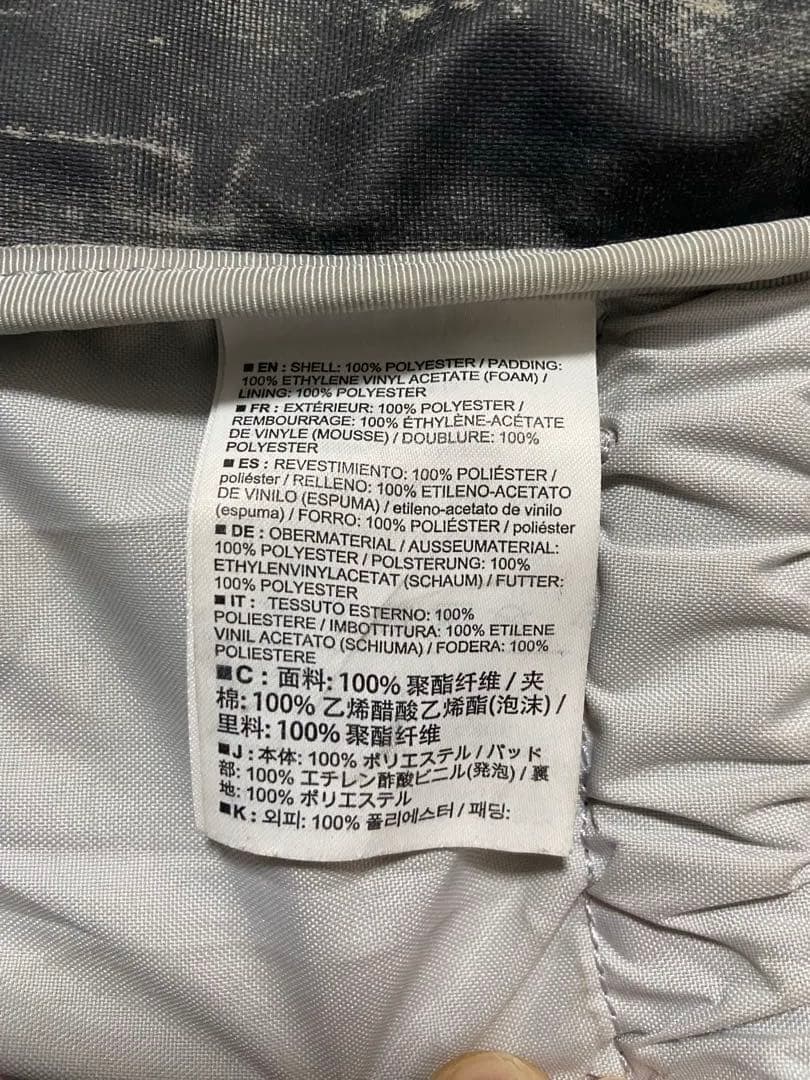 ■ EN : SHELL: 100% POLYESTER / PADDING:
100% ETHYLENE VINYL ACETATE (FOAM) /
LINING: 100% POLYESTER
■ FR : EXTÉRIEUR: 100% POLYESTER /
REMBOURRAGE: 100% ÉTHYLÈNE-ACÉTATE
DE VINYLE (MOUSSE) / DOUBLURE: 100%
POLYESTER
■ ES : REVESTIMIENTO: 100% POLIÉSTER /
poliéster / RELLENO: 100% ETILENO-ACETATO
DE VINILO (ESPUMA) / etileno-acetato de vinilo
(espuma) / FORRO: 100% POLIÉSTER / poliéster
■ DE : OBERMATERIAL / AUSSEUMATERIAL:
100% POLYESTER / POLSTERUNG: 100%
ETHYLENVINYLACETAT (SCHAUM) / FUTTER:
100% POLYESTER
■ IT : TESSUTO ESTERNO: 100%
POLIESTERE / IMBOTTITURA: 100% ETILENE
VINIL ACETATO (SCHIUMA) / FODERA: 100%
POLIESTERE
■ C : 面料: 100% 聚酯纤维 / 夹
棉: 100% 乙烯醋酸乙烯酯(泡沫) /
里料: 100% 聚酯纤维
■ J : 本体: 100% ポリエステル / パッド
部: 100% エチレン酢酸ビニル(発泡) / 裏
地: 100% ポリエステル
■ K : 외피: 100% 폴리에스터 / 패딩: